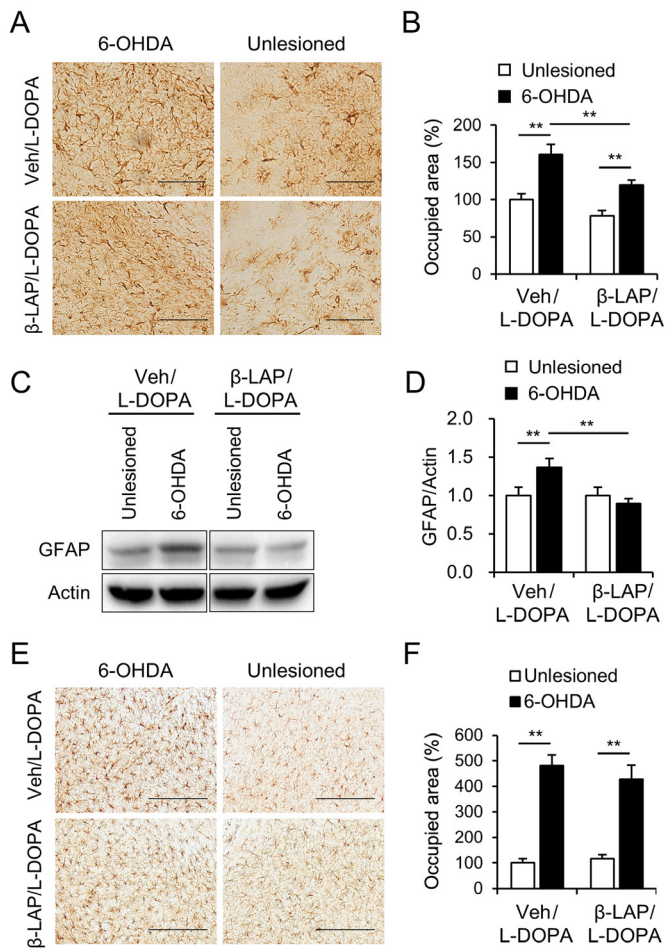 A
6-OHDA
Unlesioned
Veh/L-DOPA
β-LAP/L-DOPA
B
Unlesioned
6-OHDA
Occupied area (%)
200
150
100
50
0
**
**
**
Veh/
L-DOPA
β-LAP/
L-DOPA
C
Veh/
L-DOPA
β-LAP/
L-DOPA
Unlesioned
6-OHDA
Unlesioned
6-OHDA
GFAP
Actin
D
Unlesioned
6-OHDA
GFAP/Actin
2.0
1.5
1.0
0.5
0.0
**
**
Veh/
L-DOPA
β-LAP/
L-DOPA
E
6-OHDA
Unlesioned
Veh/L-DOPA
β-LAP/L-DOPA
F
Unlesioned
6-OHDA
Occupied area (%)
600
500
400
300
200
100
0
**
**
Veh/
L-DOPA
β-LAP/
L-DOPA